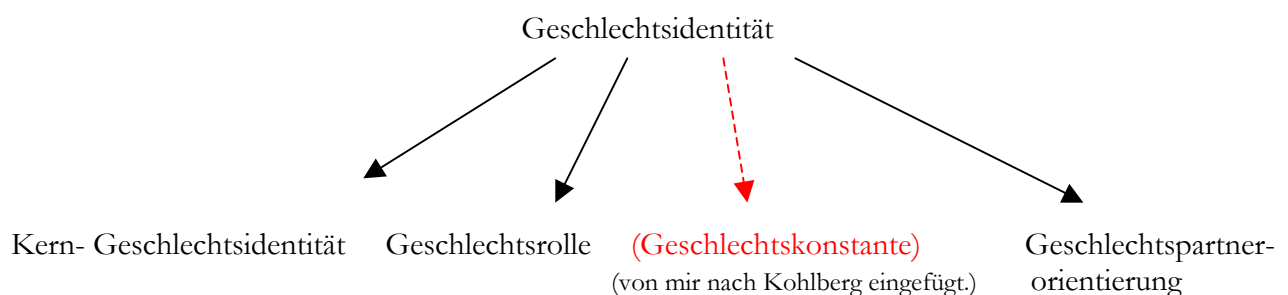 Geschlechtsidentität
Kern- Geschlechtsidentität Geschlechtsrolle (Geschlechtskonstante) Geschlechtspartner-
(von mir nach Kohlberg eingefügt.) orientierung